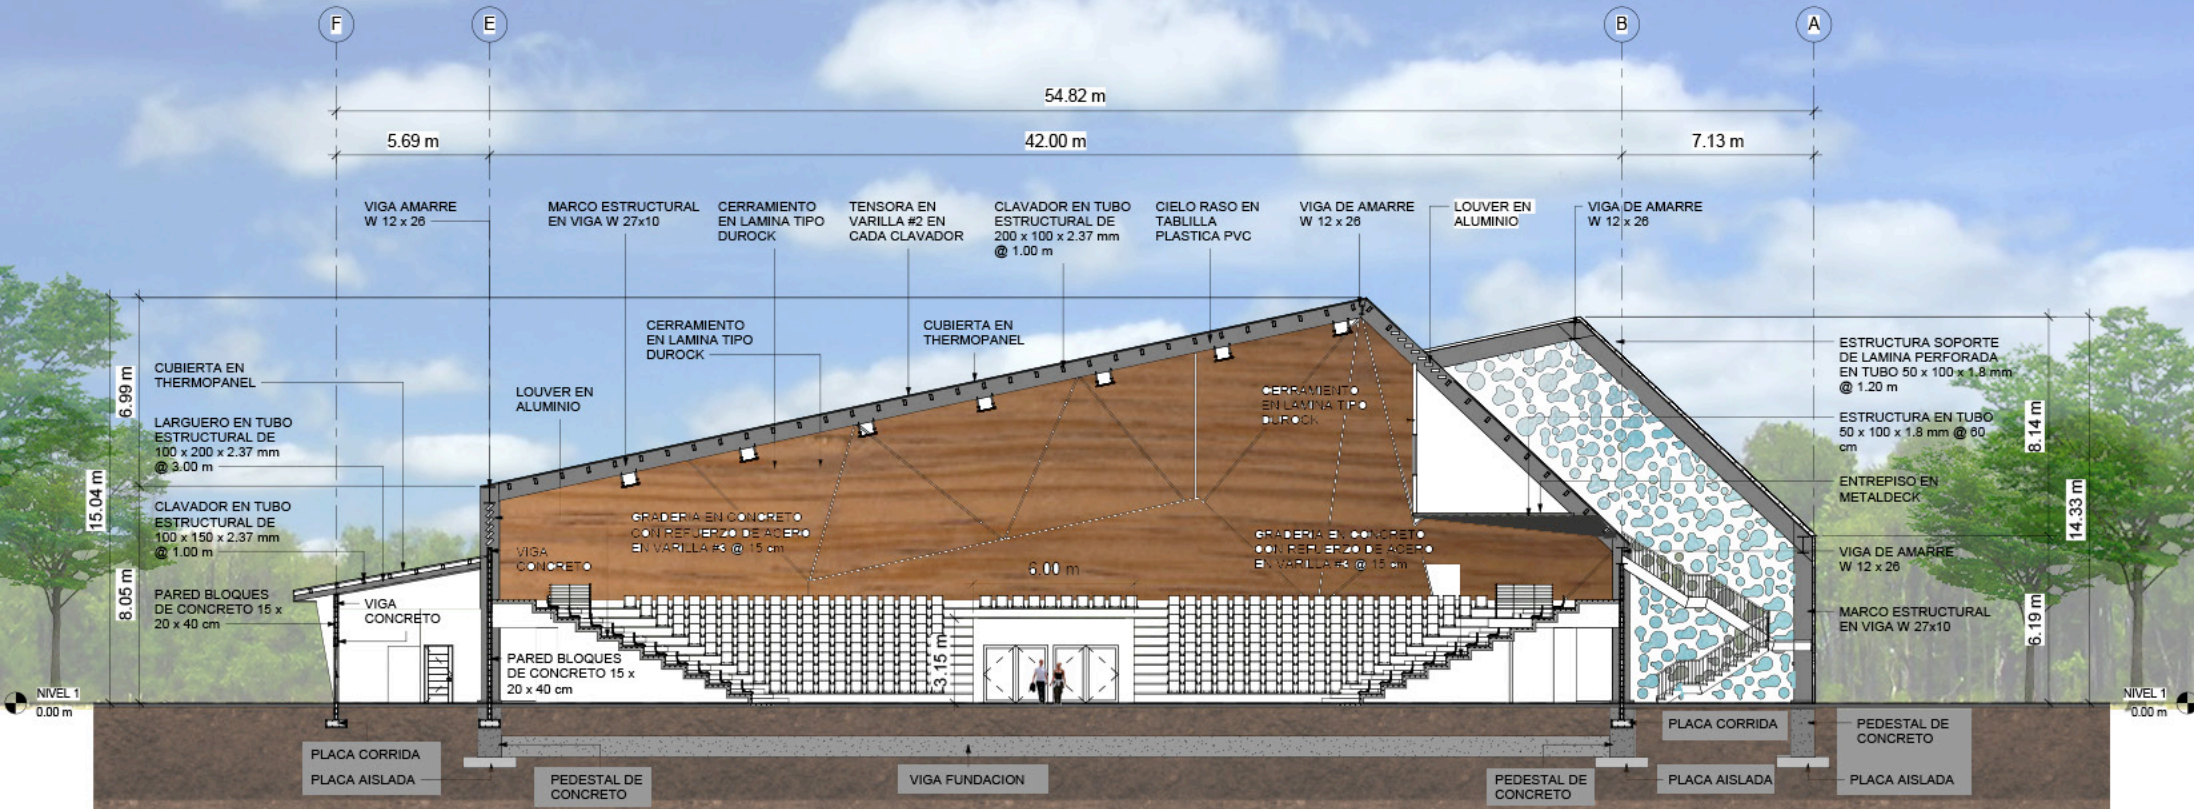 F
E
B
A
54.82 m
5.69 m
42.00 m
7.13 m
VIGA AMARRE
W 12 x 26
MARCO ESTRUCTURAL
EN VIGA W 27x10
CERRAMIENTO
EN LAMINA TIPO
DUROCK
TENSORA EN
VARILLA #2 EN
CADA CLAVADOR
CLAVADOR EN TUBO
ESTRUCTURAL DE
200 x 100 x 2.37 mm
@ 1.00 m
CIELO RASO EN
TABLILLA
PLASTICA PVC
VIGA DE AMARRE
W 12 x 26
LOUVER EN
ALUMINIO
VIGA DE AMARRE
W 12 x 26
CERRAMIENTO
EN LAMINA TIPO
DUROCK
CUBIERTA EN
THERMOPANEL
CUBIERTA EN
THERMOPANEL
LOUVER EN
ALUMINIO
CERRAMIENTO
EN LAMINA TIPO
DUROCK
ESTRUCTURA SOPORTE
DE LAMINA PERFORADA
EN TUBO 50 x 100 x 1.8 mm
@ 1.20 m
6.99 m
15.04 m
8.05 m
LARGUERO EN TUBO
ESTRUCTURAL DE
100 x 200 x 2.37 mm
@ 3.00 m
CLAVADOR EN TUBO
ESTRUCTURAL DE
100 x 150 x 2.37 mm
@ 1.00 m
PARED BLOQUES
DE CONCRETO 15 x
20 x 40 cm
VIGA
CONCRETO
VIGA
CONCRETO
GRADERIA EN CONCRETO
CON REFUERZO DE ACERO
EN VARILLA #3 @ 15 cm
GRADERIA EN CONCRETO
CON REFUERZO DE ACERO
EN VARILLA #3 @ 15 cm
6.00 m
3.15 m
PARED BLOQUES
DE CONCRETO 15 x
20 x 40 cm
ESTRUCTURA EN TUBO
50 x 100 x 1.8 mm @ 60
cm
ENTREPISO EN
METALDECK
VIGA DE AMARRE
W 12 x 26
MARCO ESTRUCTURAL
EN VIGA W 27x10
8.14 m
14.33 m
6.19 m
NIVEL 1
0.00 m
NIVEL 1
0.00 m
PLACA CORRIDA
PLACA AISLADA
PEDESTAL DE
CONCRETO
VIGA FUNDACION
PEDESTAL DE
CONCRETO
PLACA CORRIDA
PLACA AISLADA
PEDESTAL DE
CONCRETO
PLACA AISLADA